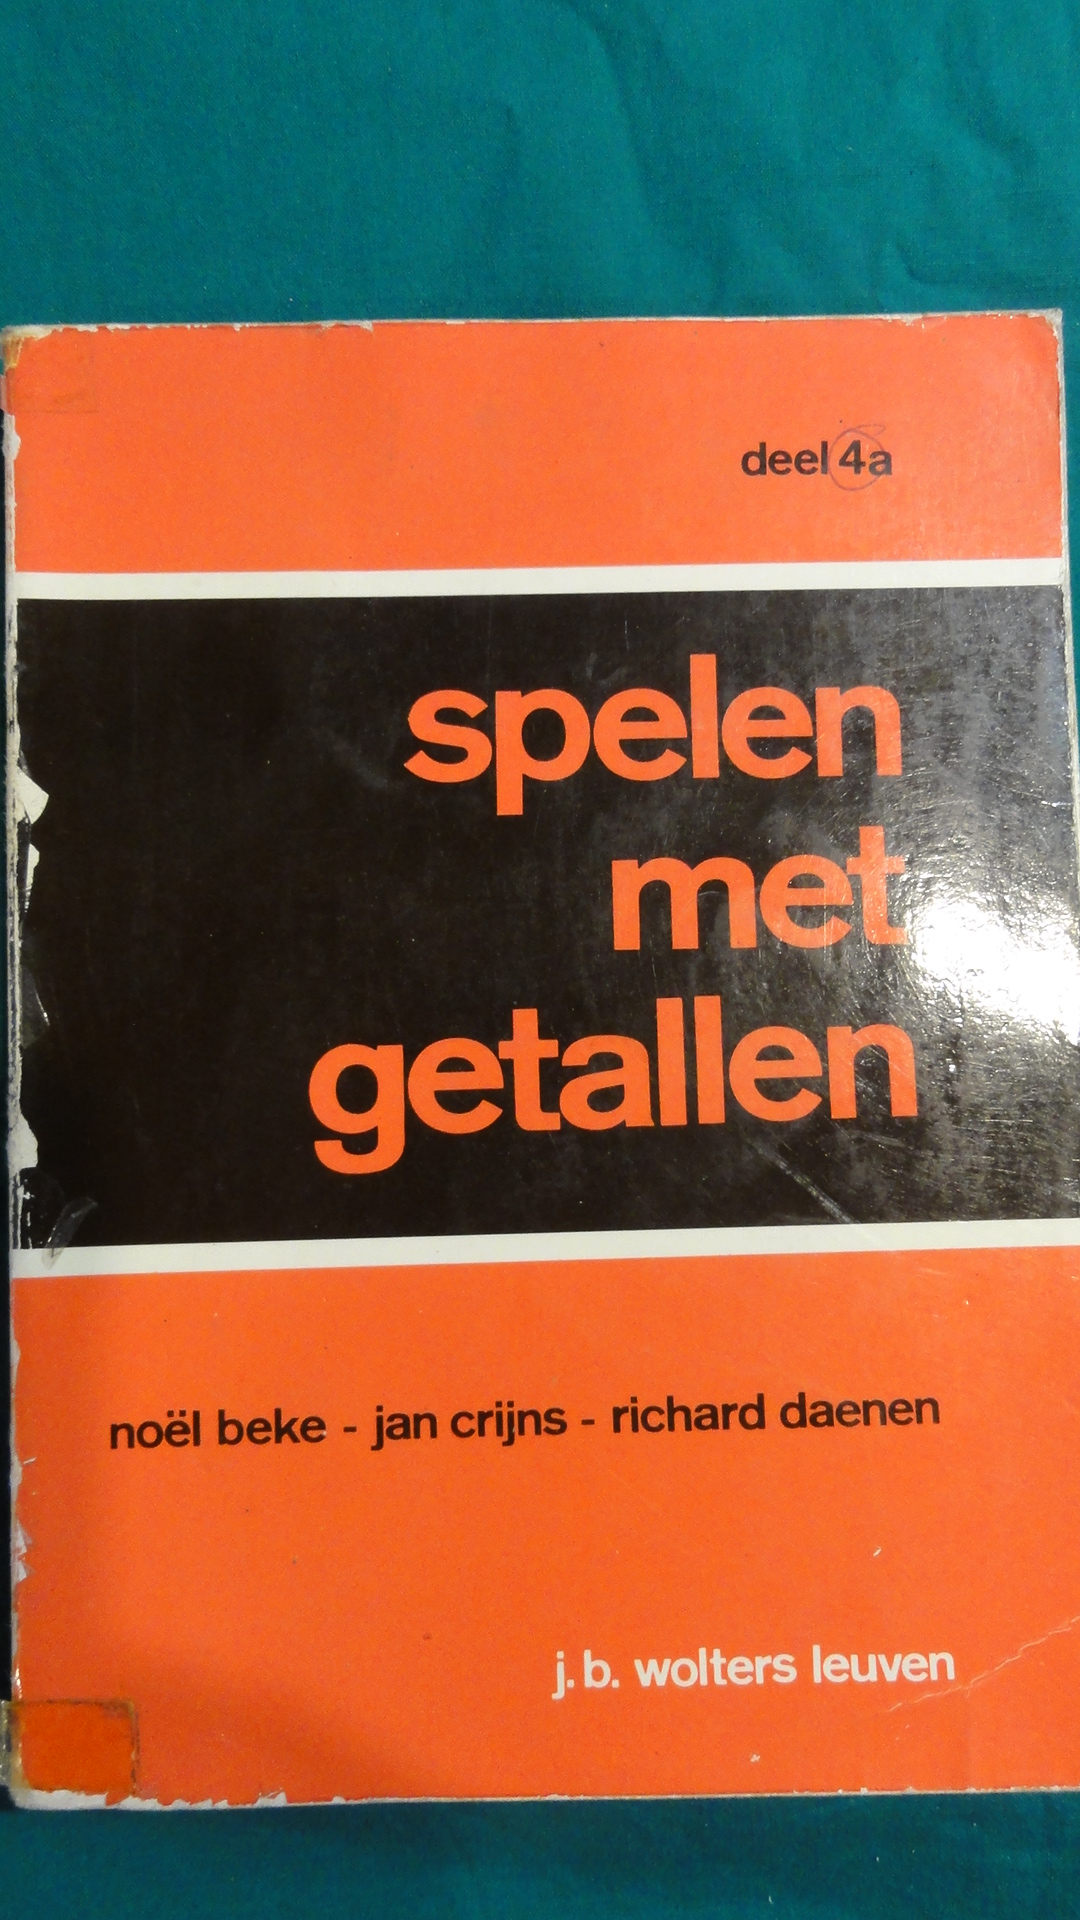 deel 4a
spelen
met
getallen
noël beke - jan crijns - richard daenen
j.b. wolters leuven